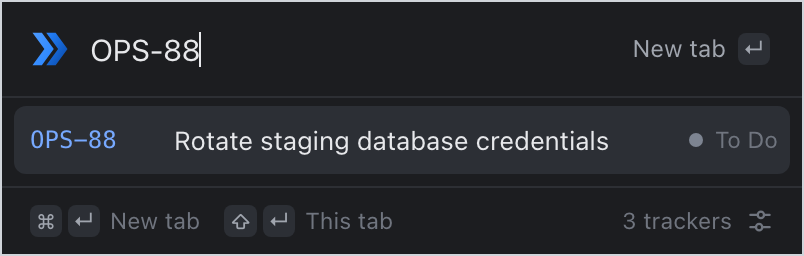 OPS-88 New tab ↵
OPS–88 Rotate staging database credentials To Do
⌘ ↵ New tab ⇧ ↵ This tab 3 trackers